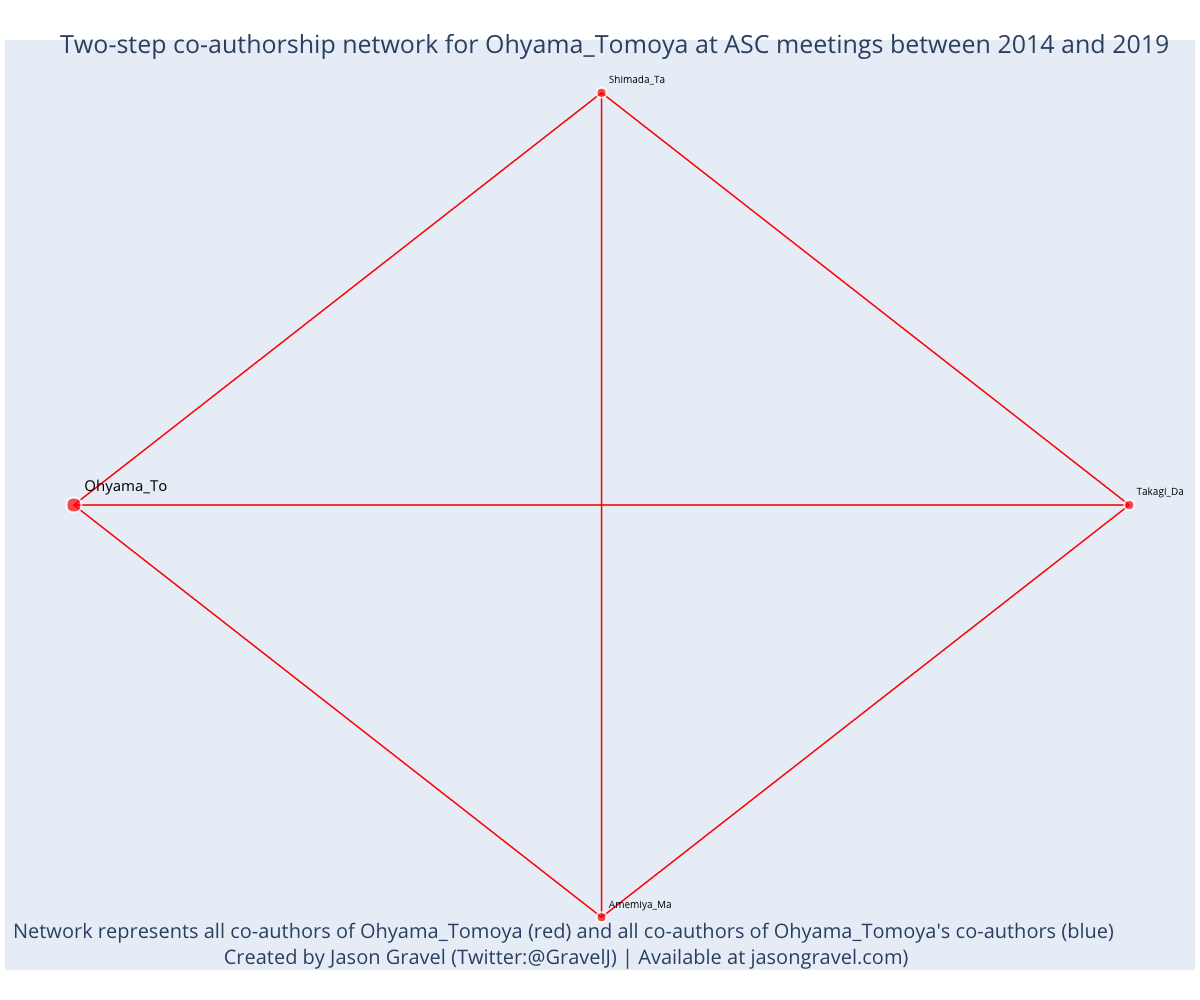 Two-step co-authorship network for Ohyama_Tomoya at ASC meetings between 2014 and 2019
Shimada_Ta
Ohyama_To
Takagi_Da
Amemiya_Ma
Network represents all co-authors of Ohyama_Tomoya (red) and all co-authors of Ohyama_Tomoya's co-authors (blue)
Created by Jason Gravel (Twitter:@GravelJ) | Available at jasongravel.com)